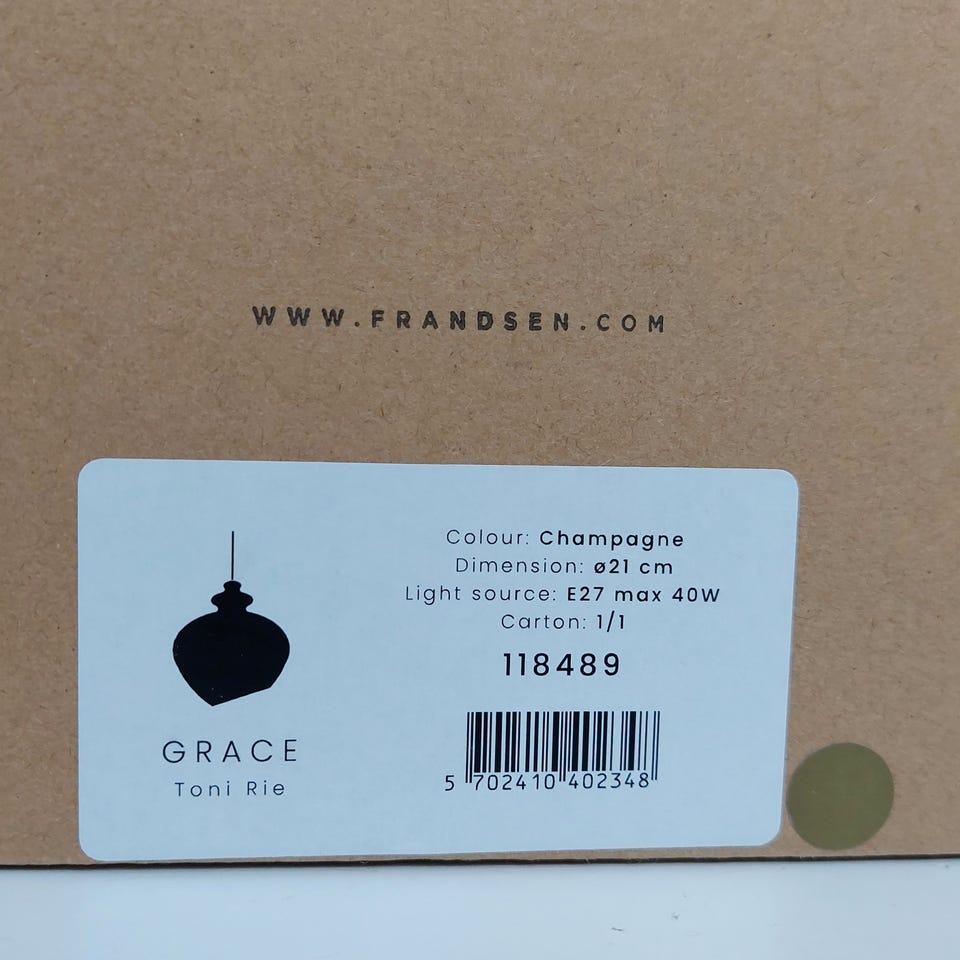 WWW.FRANDSEN.COM
Colour: Champagne
Dimension: ø21 cm
Light source: E27 max 40W
Carton: 1/1
118489
5 702410 402348
GRACE
Toni Rie